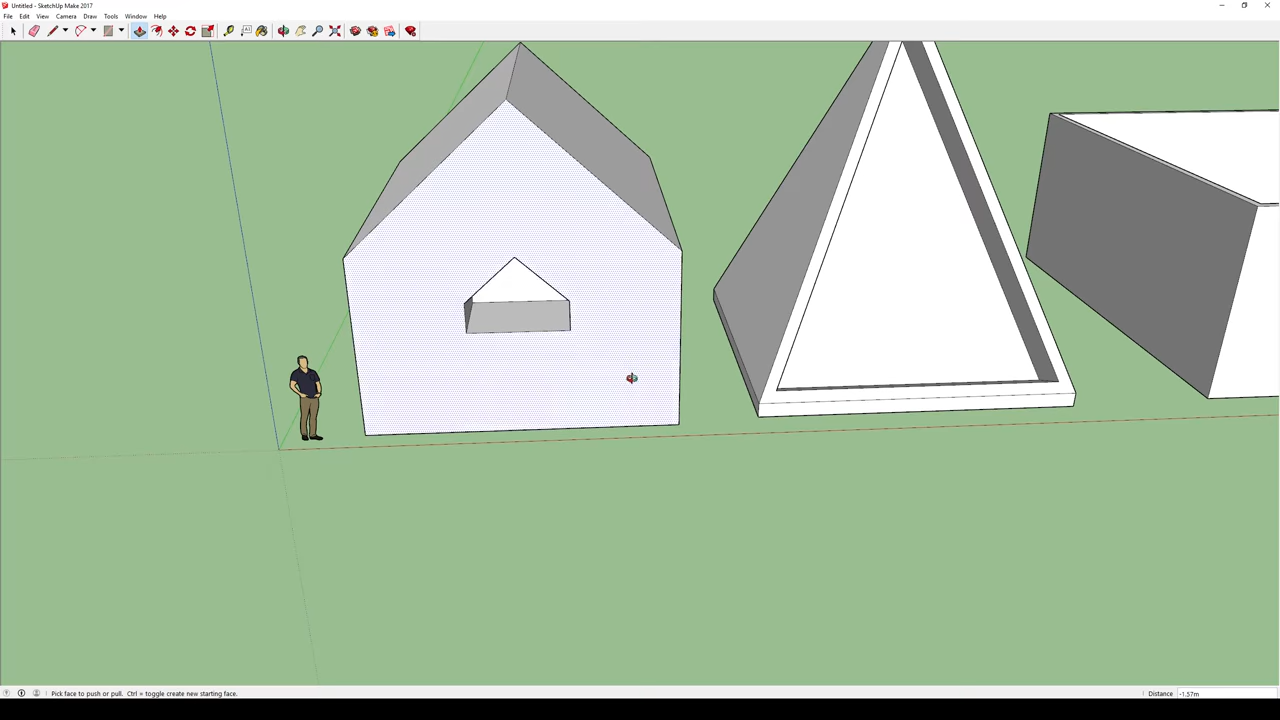 Untitled - SketchUp Make 2017
File Edit View Camera Draw Tools Window Help
Pick face to push or pull. Ctrl = toggle create new starting face.
Distance -1.57m